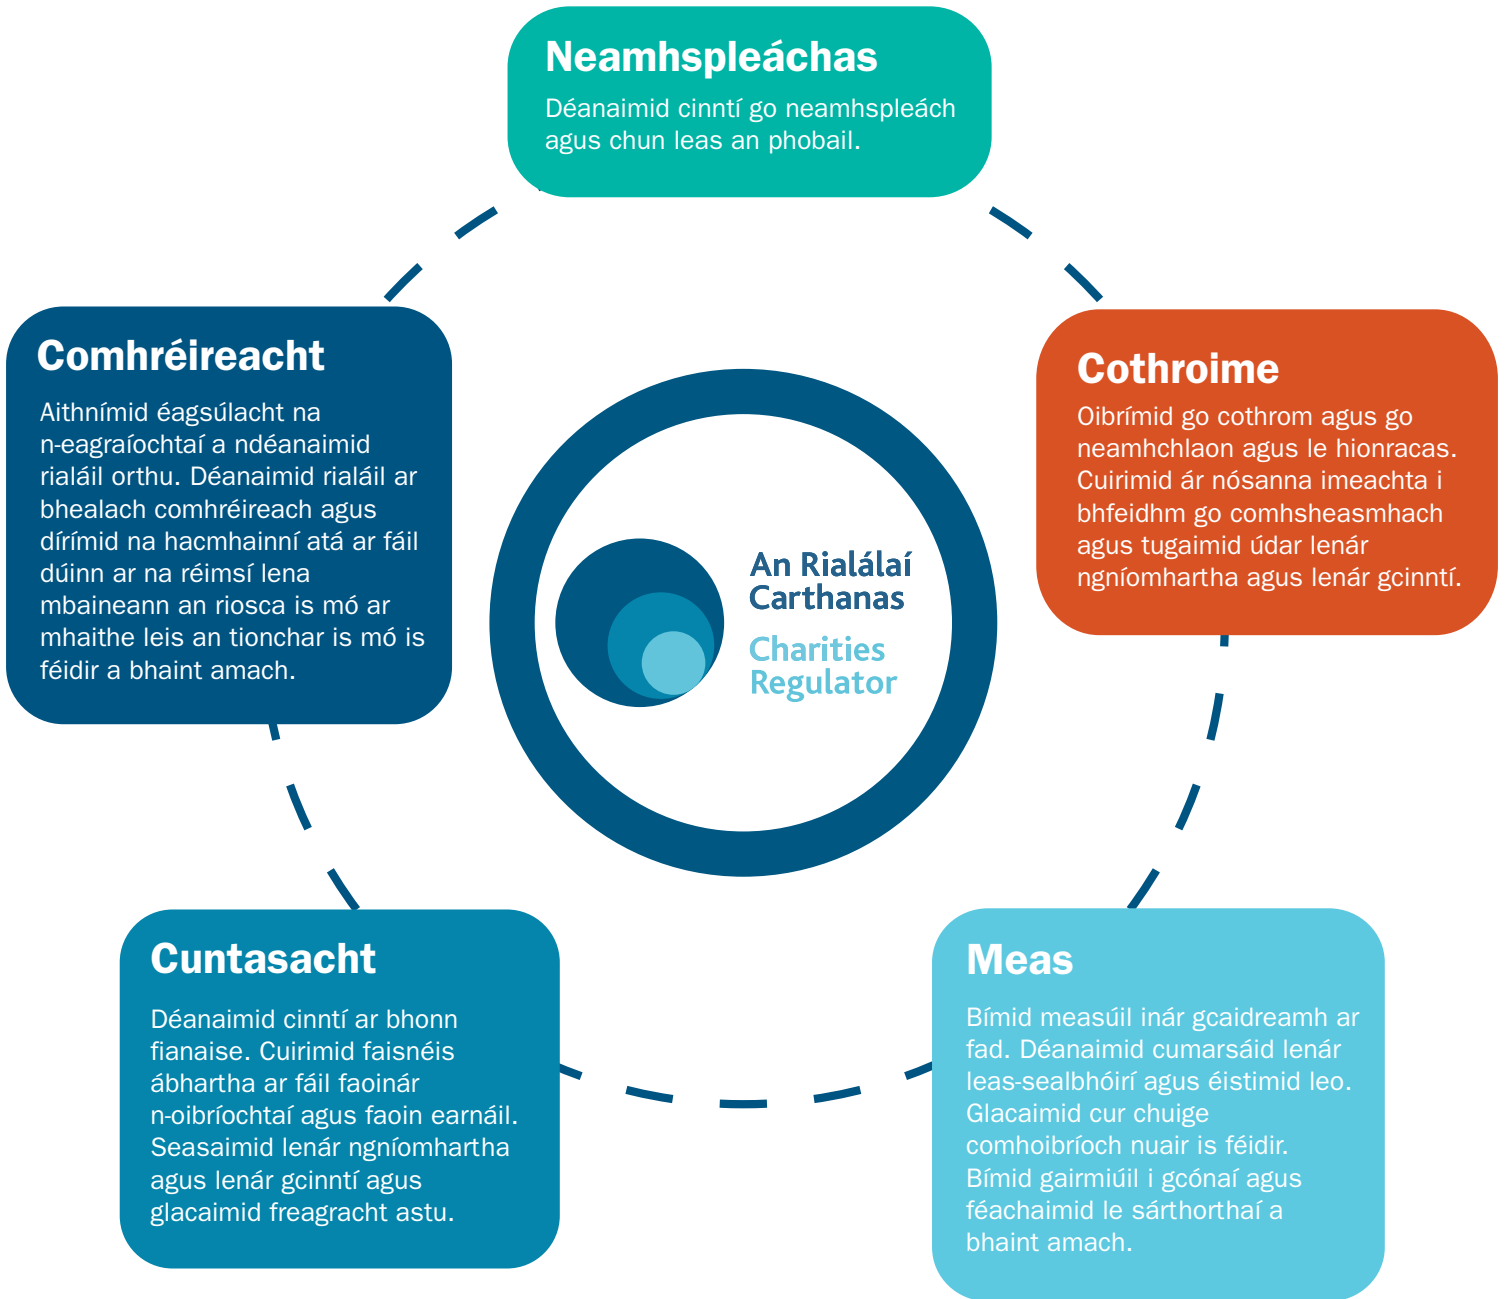 Neamhspleáchas
Déanaimid cinntí go neamhspleách
agus chun leas an phobail.
Comhréireacht
Aithnímid éagsúlacht na
n-eagraíochtaí a ndéanaimid
rialáil orthu. Déanaimid rialáil ar
bhealach comhréireach agus
dírímid na hacmhainní atá ar fáil
dúinn ar na réimsí lena
mbaineann an riosca is mó ar
mhaithe leis an tionchar is mó is
féidir a bhaint amach.
Cothroime
Oibrímid go cothrom agus go
neamhchlaon agus le hionracas.
Cuirimid ár nósanna imeachta i
bhfeidhm go comhsheasmhach
agus tugaimid údar lenár
ngníomhartha agus lenár gcinntí.
An Rialálaí
Carthanas
Charities
Regulator
Cuntasacht
Déanaimid cinntí ar bhonn
fianaise. Cuirimid faisnéis
ábhartha ar fáil faoinár
n-oibríochtaí agus faoin earnáil.
Seasaimid lenár ngníomhartha
agus lenár gcinntí agus
glacaimid freagracht astu.
Meas
Bímid measúil inár gcaidreamh ar
fad. Déanaimid cumarsáid lenár
leas-sealbhóirí agus éistimid leo.
Glacaimid cur chuige
comhoibríoch nuair is féidir.
Bímid gairmiúil i gcónaí agus
féachaimid le sárthorthaí a
bhaint amach.